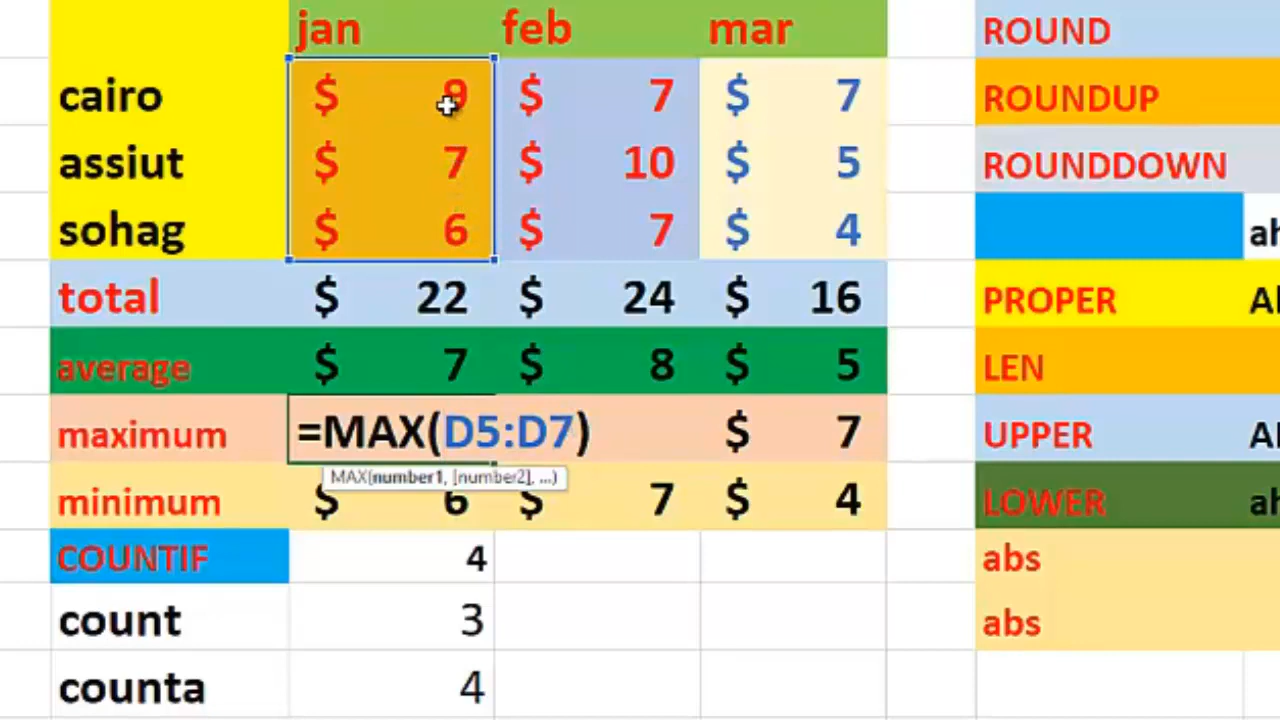 jan feb mar ROUND
cairo $ 9 $ 7 $ 7 ROUNDUP
assiut $ 7 $ 10 $ 5 ROUNDDOWN
sohag $ 6 $ 7 $ 4 ah
total $ 22 $ 24 $ 16 PROPER
average $ 7 $ 8 $ 5 LEN
maximum =MAX(D5:D7) $ 7 UPPER
MAX(number1, [number2], ...)
minimum $ 6 $ 7 $ 4 LOWER ah
COUNTIF 4 abs
count 3 abs
counta 4